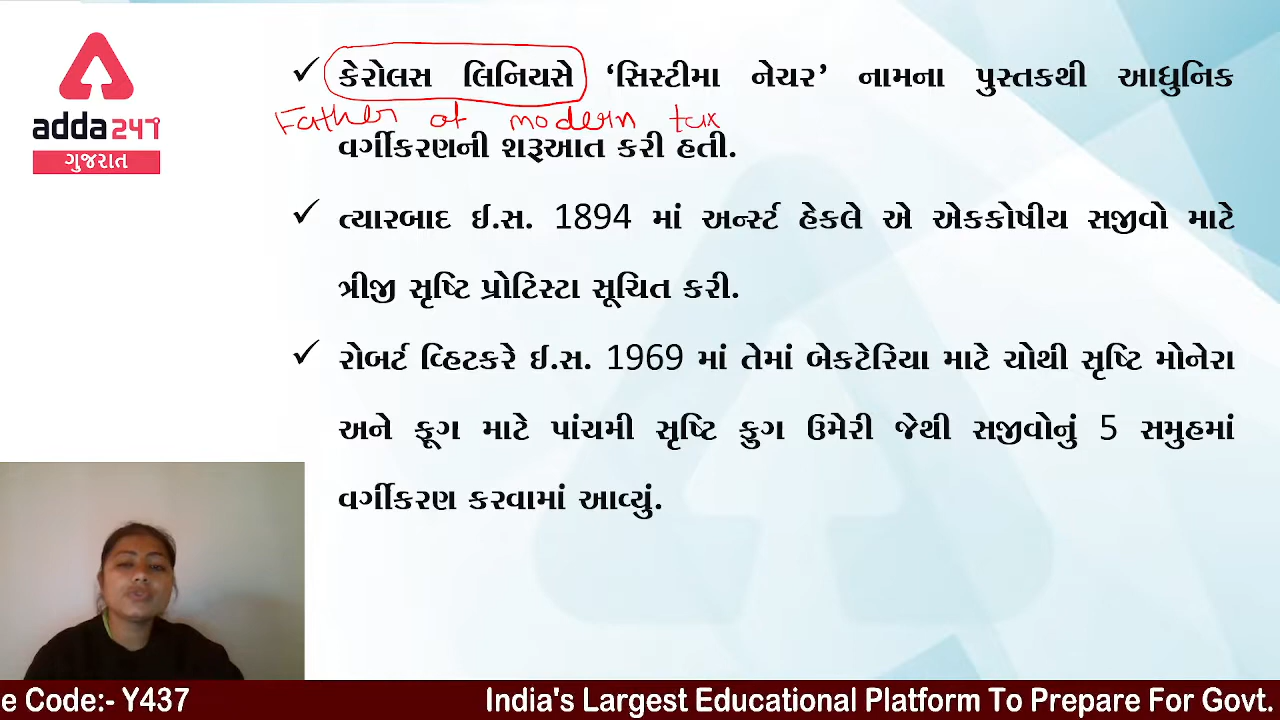 adda247
ગુજરાત
✓ કેરોલસ લિનિયસે ‘સિસ્ટીમા નેચર’ નામના પુસ્તકથી આધુનિક
Father of modern tax
વર્ગીકરણની શરૂઆત કરી હતી.
✓ ત્યારબાદ ઈ.સ. 1894 માં અર્ન્સ્ટ હેકલે એ એકકોષીય સજીવો માટે
ત્રીજી સૃષ્ટિ પ્રોટિસ્ટા સૂચિત કરી.
✓ રોબર્ટ વ્હિટકરે ઈ.સ. 1969 માં તેમાં બેક્ટેરિયા માટે ચોથી સૃષ્ટિ મોનેરા
અને ફૂગ માટે પાંચમી સૃષ્ટિ ફુગ ઉમેરી જેથી સજીવોનું 5 સમુહમાં
વર્ગીકરણ કરવામાં આવ્યું.
e Code:- Y437 India's Largest Educational Platform To Prepare For Govt.